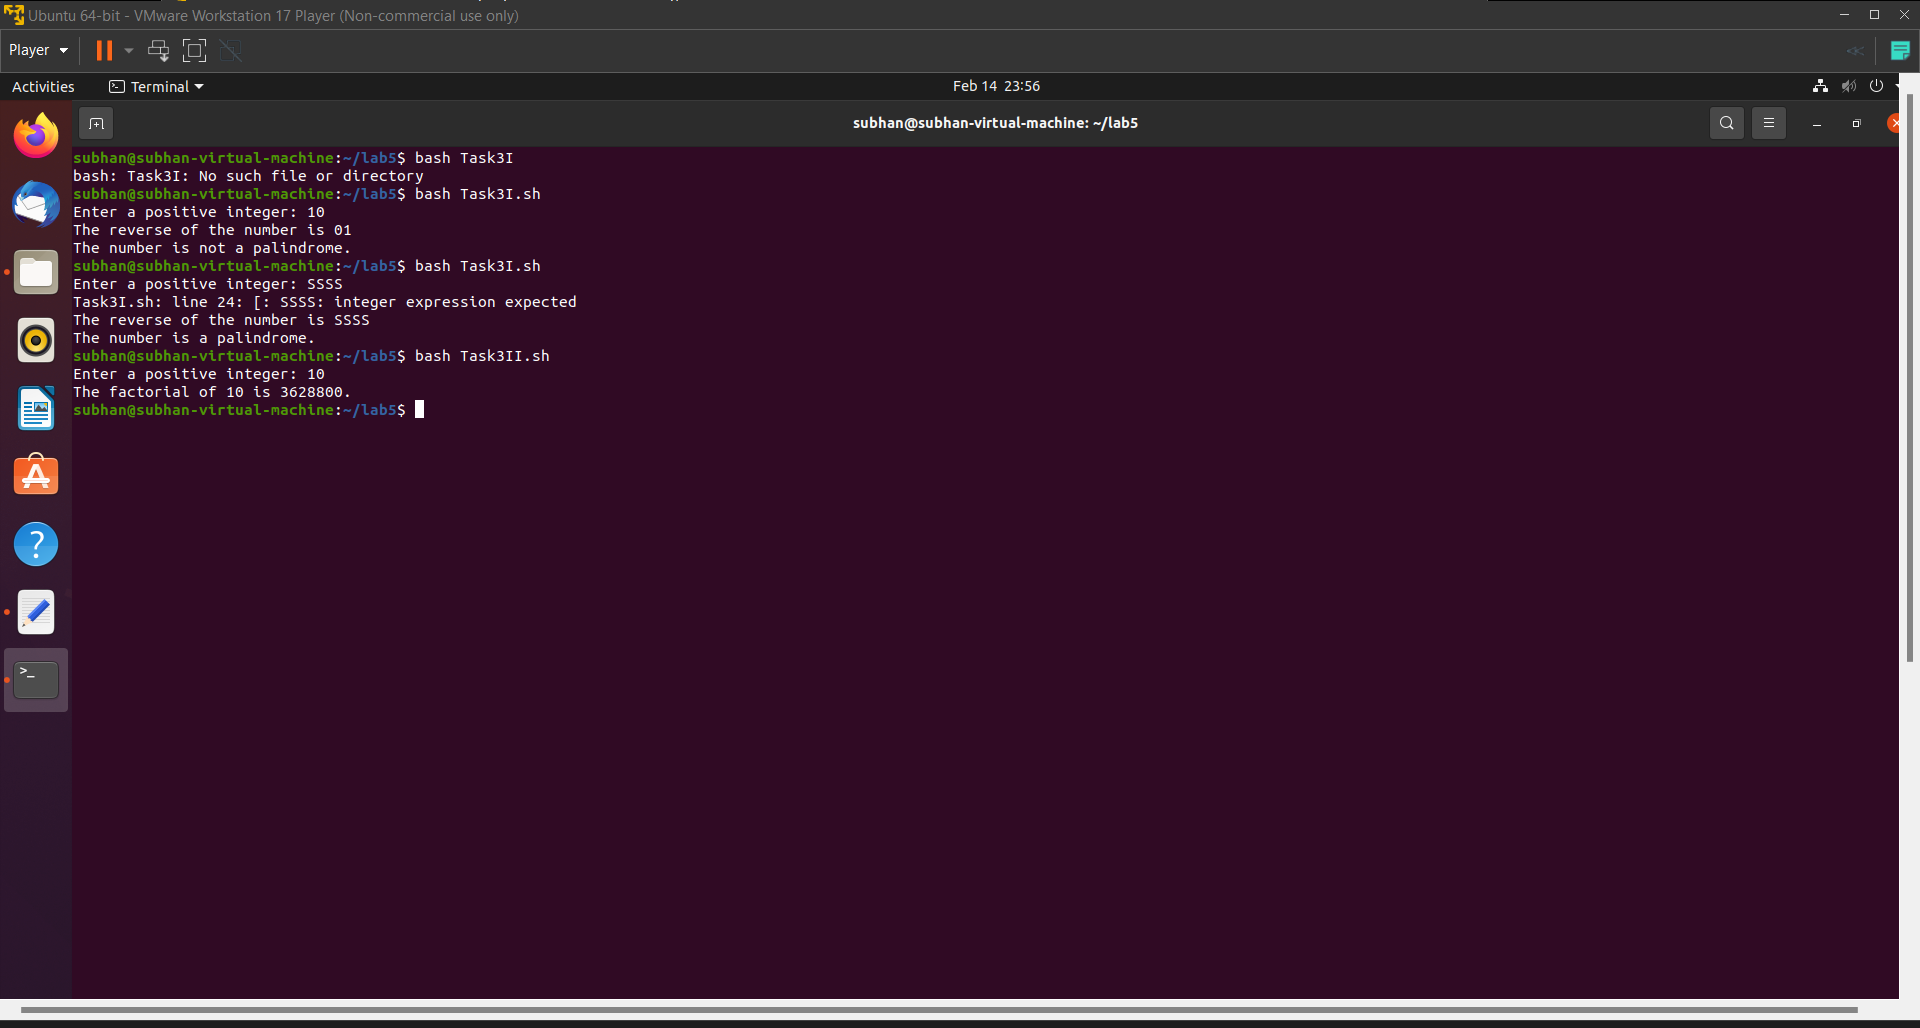 Ubuntu 64-bit - VMware Workstation 17 Player (Non-commercial use only)
Player
Activities
Terminal
Feb 14 23:56
subhan@subhan-virtual-machine: ~/lab5
subhan@subhan-virtual-machine:~/lab5$ bash Task3I
bash: Task3I: No such file or directory
subhan@subhan-virtual-machine:~/lab5$ bash Task3I.sh
Enter a positive integer: 10
The reverse of the number is 01
The number is not a palindrome.
subhan@subhan-virtual-machine:~/lab5$ bash Task3I.sh
Enter a positive integer: SSSS
Task3I.sh: line 24: [: SSSS: integer expression expected
The reverse of the number is SSSS
The number is a palindrome.
subhan@subhan-virtual-machine:~/lab5$ bash Task3II.sh
Enter a positive integer: 10
The factorial of 10 is 3628800.
subhan@subhan-virtual-machine:~/lab5$